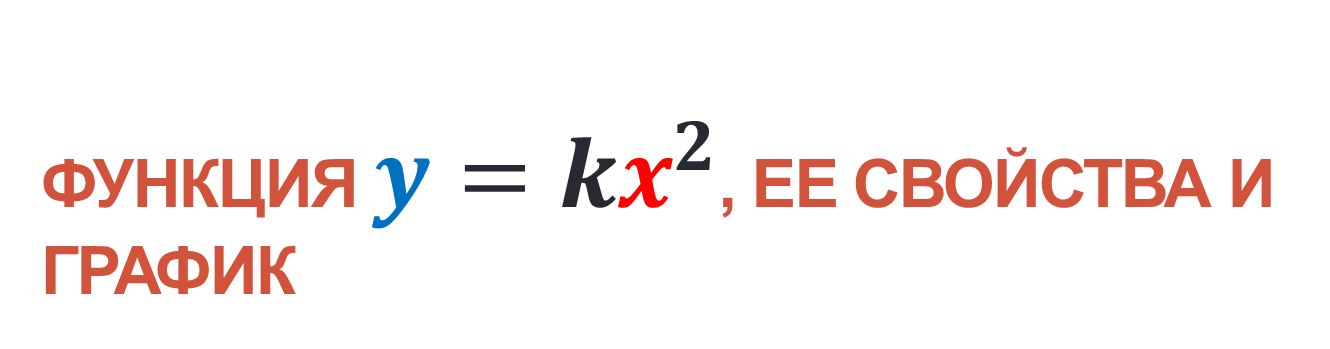 ФУНКЦИЯ y = kx², ЕЕ СВОЙСТВА И
ГРАФИК